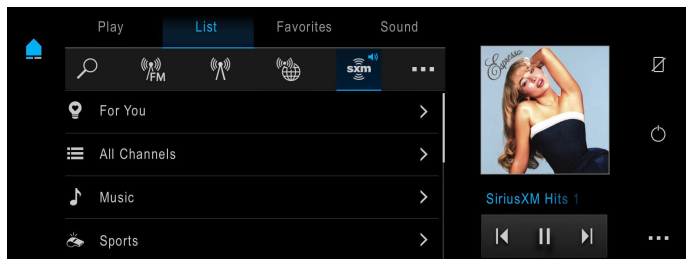 Play List Favorites Sound
FM
sxm
For You
All Channels
Music
Sports
Espresso
SiriusXM Hits 1